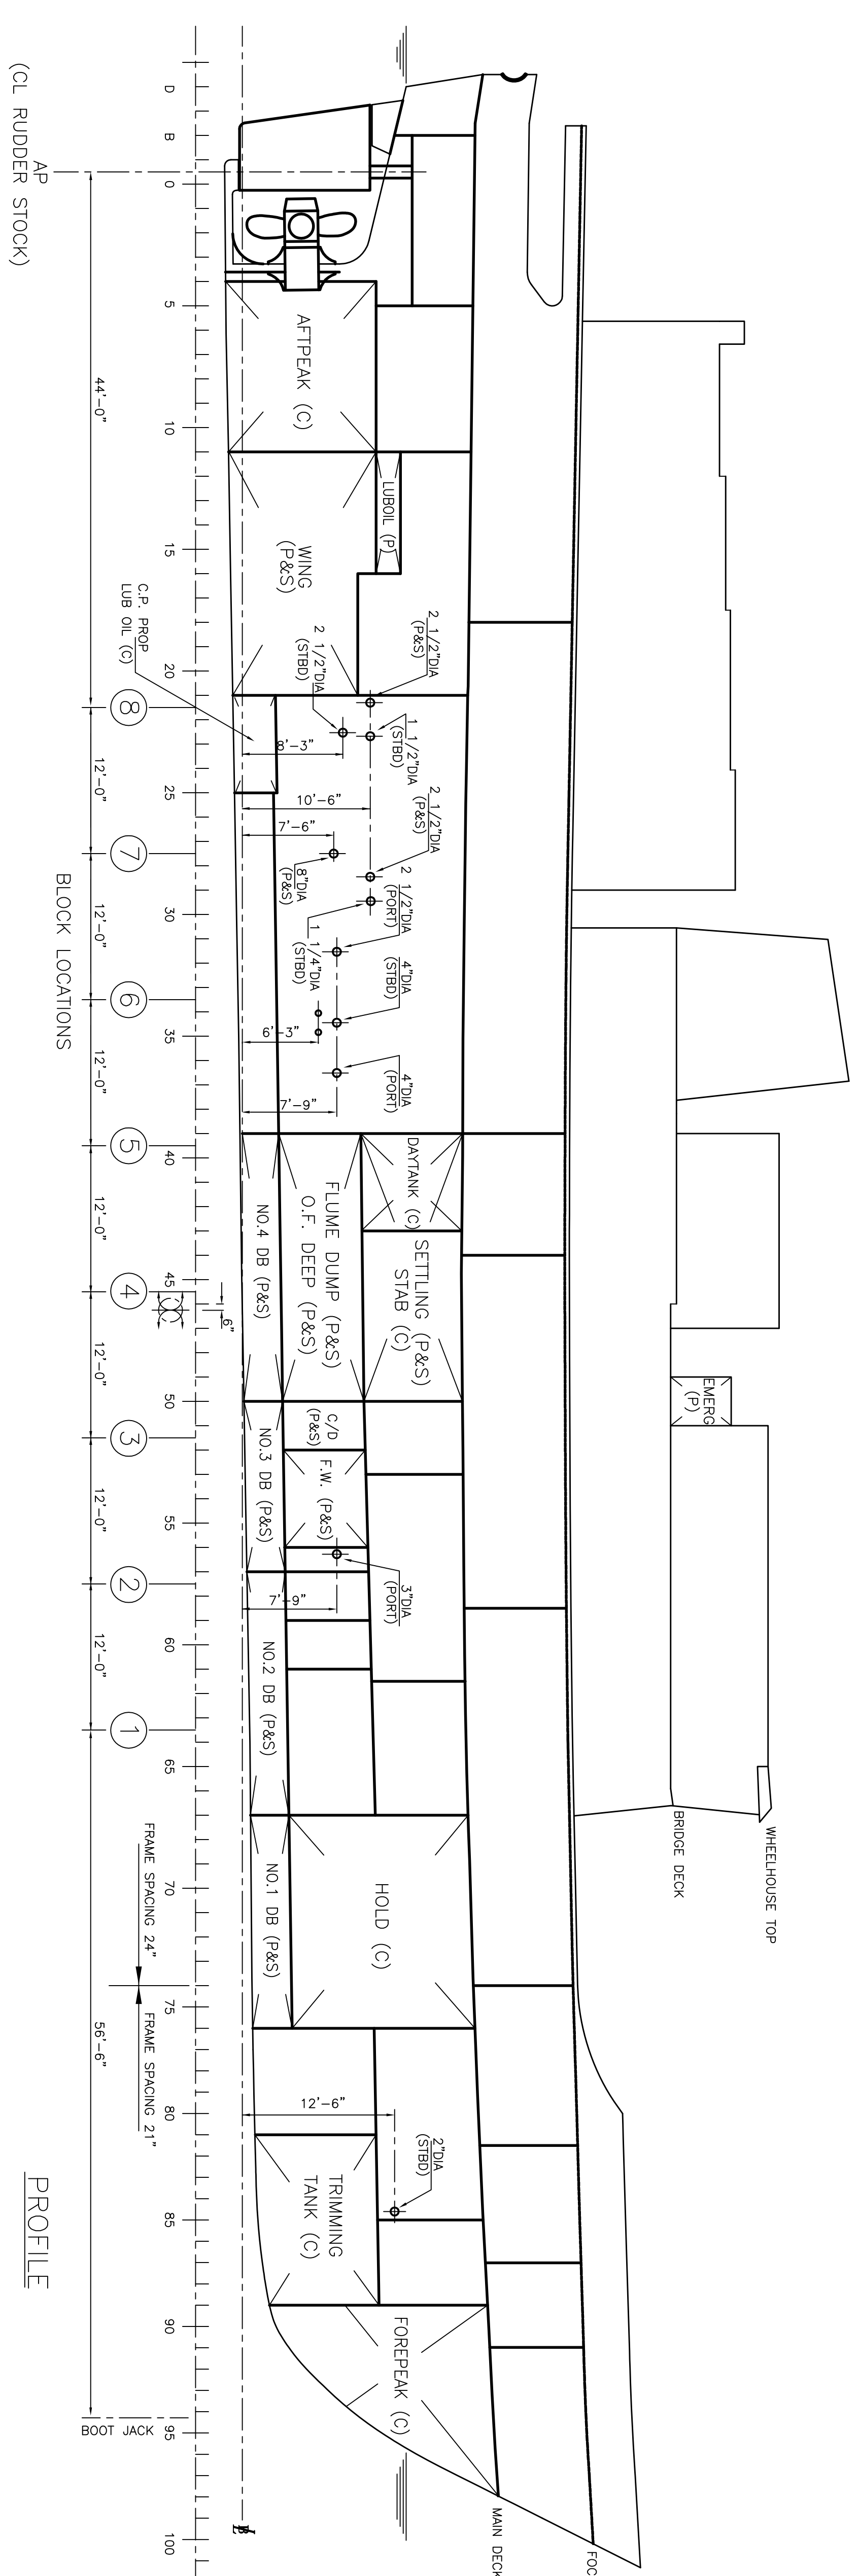 WHEELHOUSE TOP
BRIDGE DECK
EMERG
(P)
FOC
MAIN DECK
LUBOIL (P)
AFTPEAK (C)
WING
(P&S)
C.P. PROP
LUB OIL (C)
2 1/2"DIA
(P&S)
2 1/2"DIA
(STBD)
1 1/2"DIA
(STBD)
2 1/2"DIA
(P&S)
8"DIA
(P&S)
2 1/2"DIA
(PORT)
1 1/4"DIA
(STBD)
4"DIA
(STBD)
4"DIA
(PORT)
8'-3"
10'-6"
7'-6"
6'-3"
7'-9"
DAYTANK (C)
SETTLING (P&S)
STAB (C)
FLUME DUMP (P&S)
O.F. DEEP (P&S)
NO.4 DB (P&S)
C/D
(P&S)
F.W. (P&S)
NO.3 DB (P&S)
3"DIA
(PORT)
7'-9"
NO.2 DB (P&S)
HOLD (C)
NO.1 DB (P&S)
12'-6"
2"DIA
(STBD)
TRIMMING
TANK (C)
FOREPEAK (C)
D B 0 5 10 15 20 25 30 35 40 45 50 55 60 65 70 75 80 85 90 95 100
6"
FRAME SPACING 24"
FRAME SPACING 21"
8 7 6 5 4 3 2 1
BOOT JACK
44'-0" 12'-0" 12'-0" 12'-0" 12'-0" 12'-0" 12'-0" 12'-0" 56'-6"
BLOCK LOCATIONS
AP
(CL RUDDER STOCK)
PROFILE